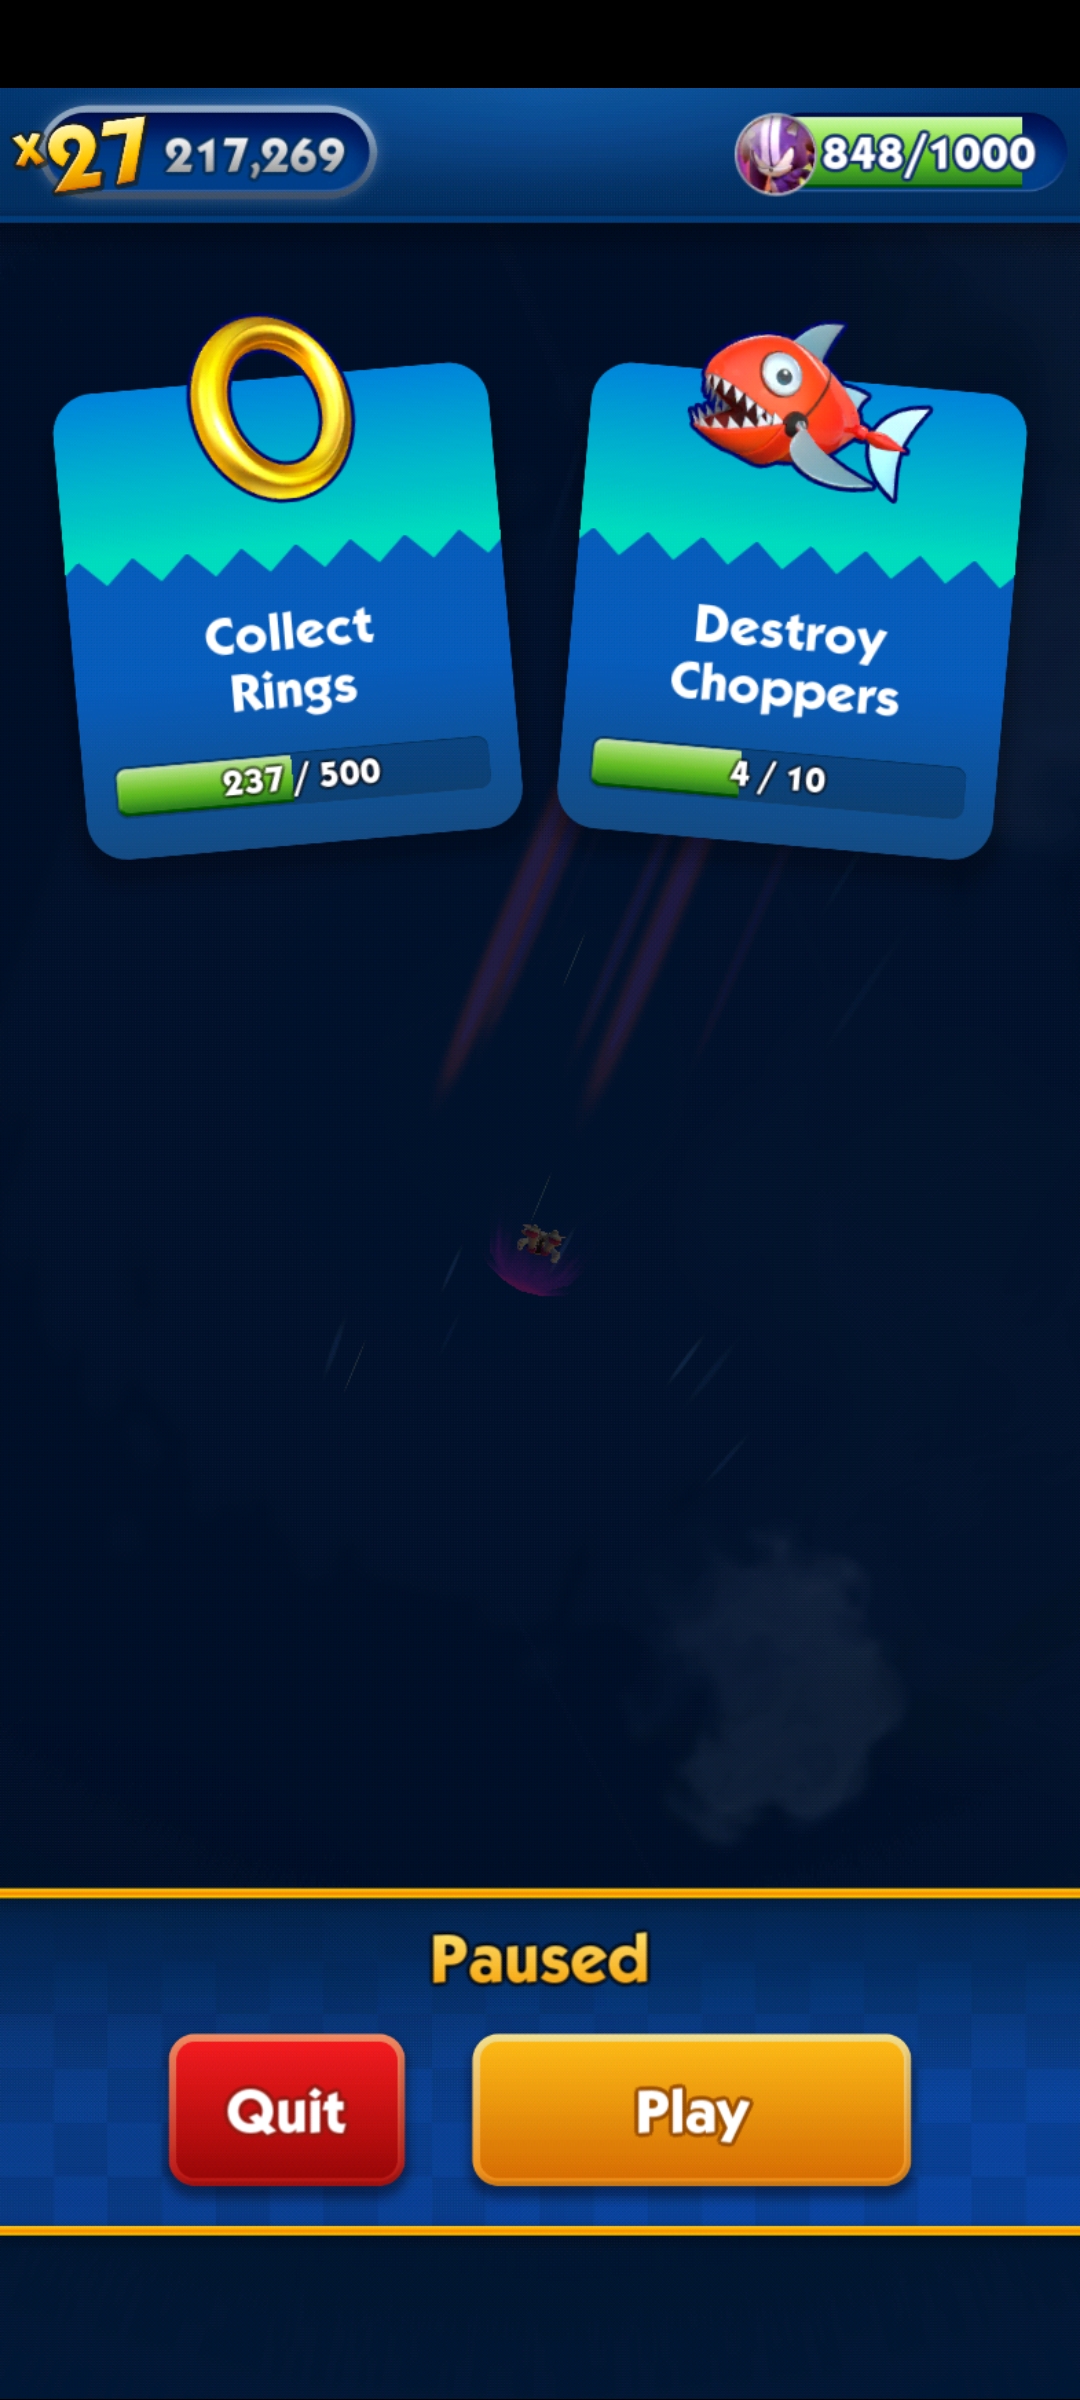 x27 217,269
848/1000
Collect
Rings
237 / 500
Destroy
Choppers
4 / 10
Paused
Quit
Play